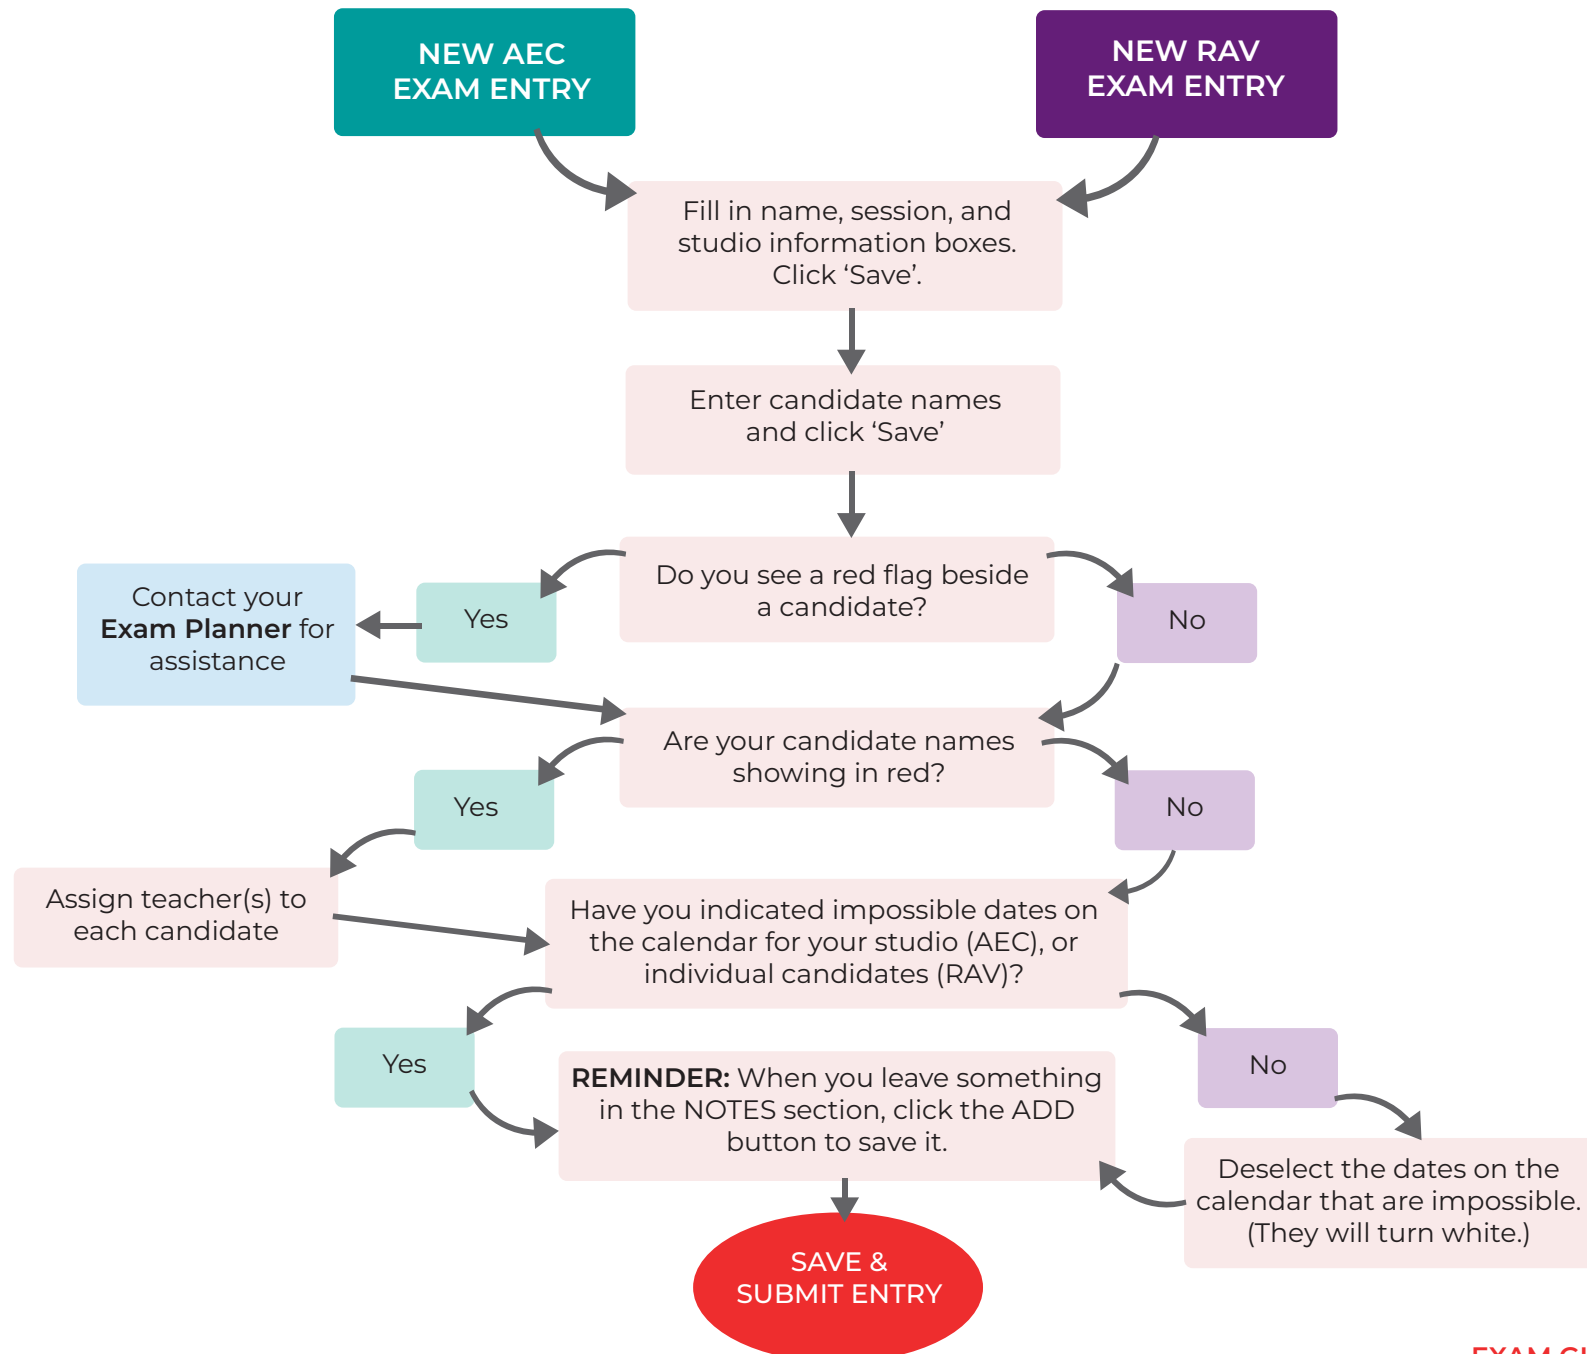 NEW AEC
EXAM ENTRY
NEW RAV
EXAM ENTRY
Fill in name, session, and
studio information boxes.
Click ‘Save’.
Enter candidate names
and click ‘Save’
Do you see a red flag beside
a candidate?
Yes
No
Contact your
Exam Planner for
assistance
Are your candidate names
showing in red?
Yes
No
Assign teacher(s) to
each candidate
Have you indicated impossible dates on
the calendar for your studio (AEC), or
individual candidates (RAV)?
Yes
No
REMINDER: When you leave something
in the NOTES section, click the ADD
button to save it.
Deselect the dates on the
calendar that are impossible.
(They will turn white.)
SAVE &
SUBMIT ENTRY
EXAM